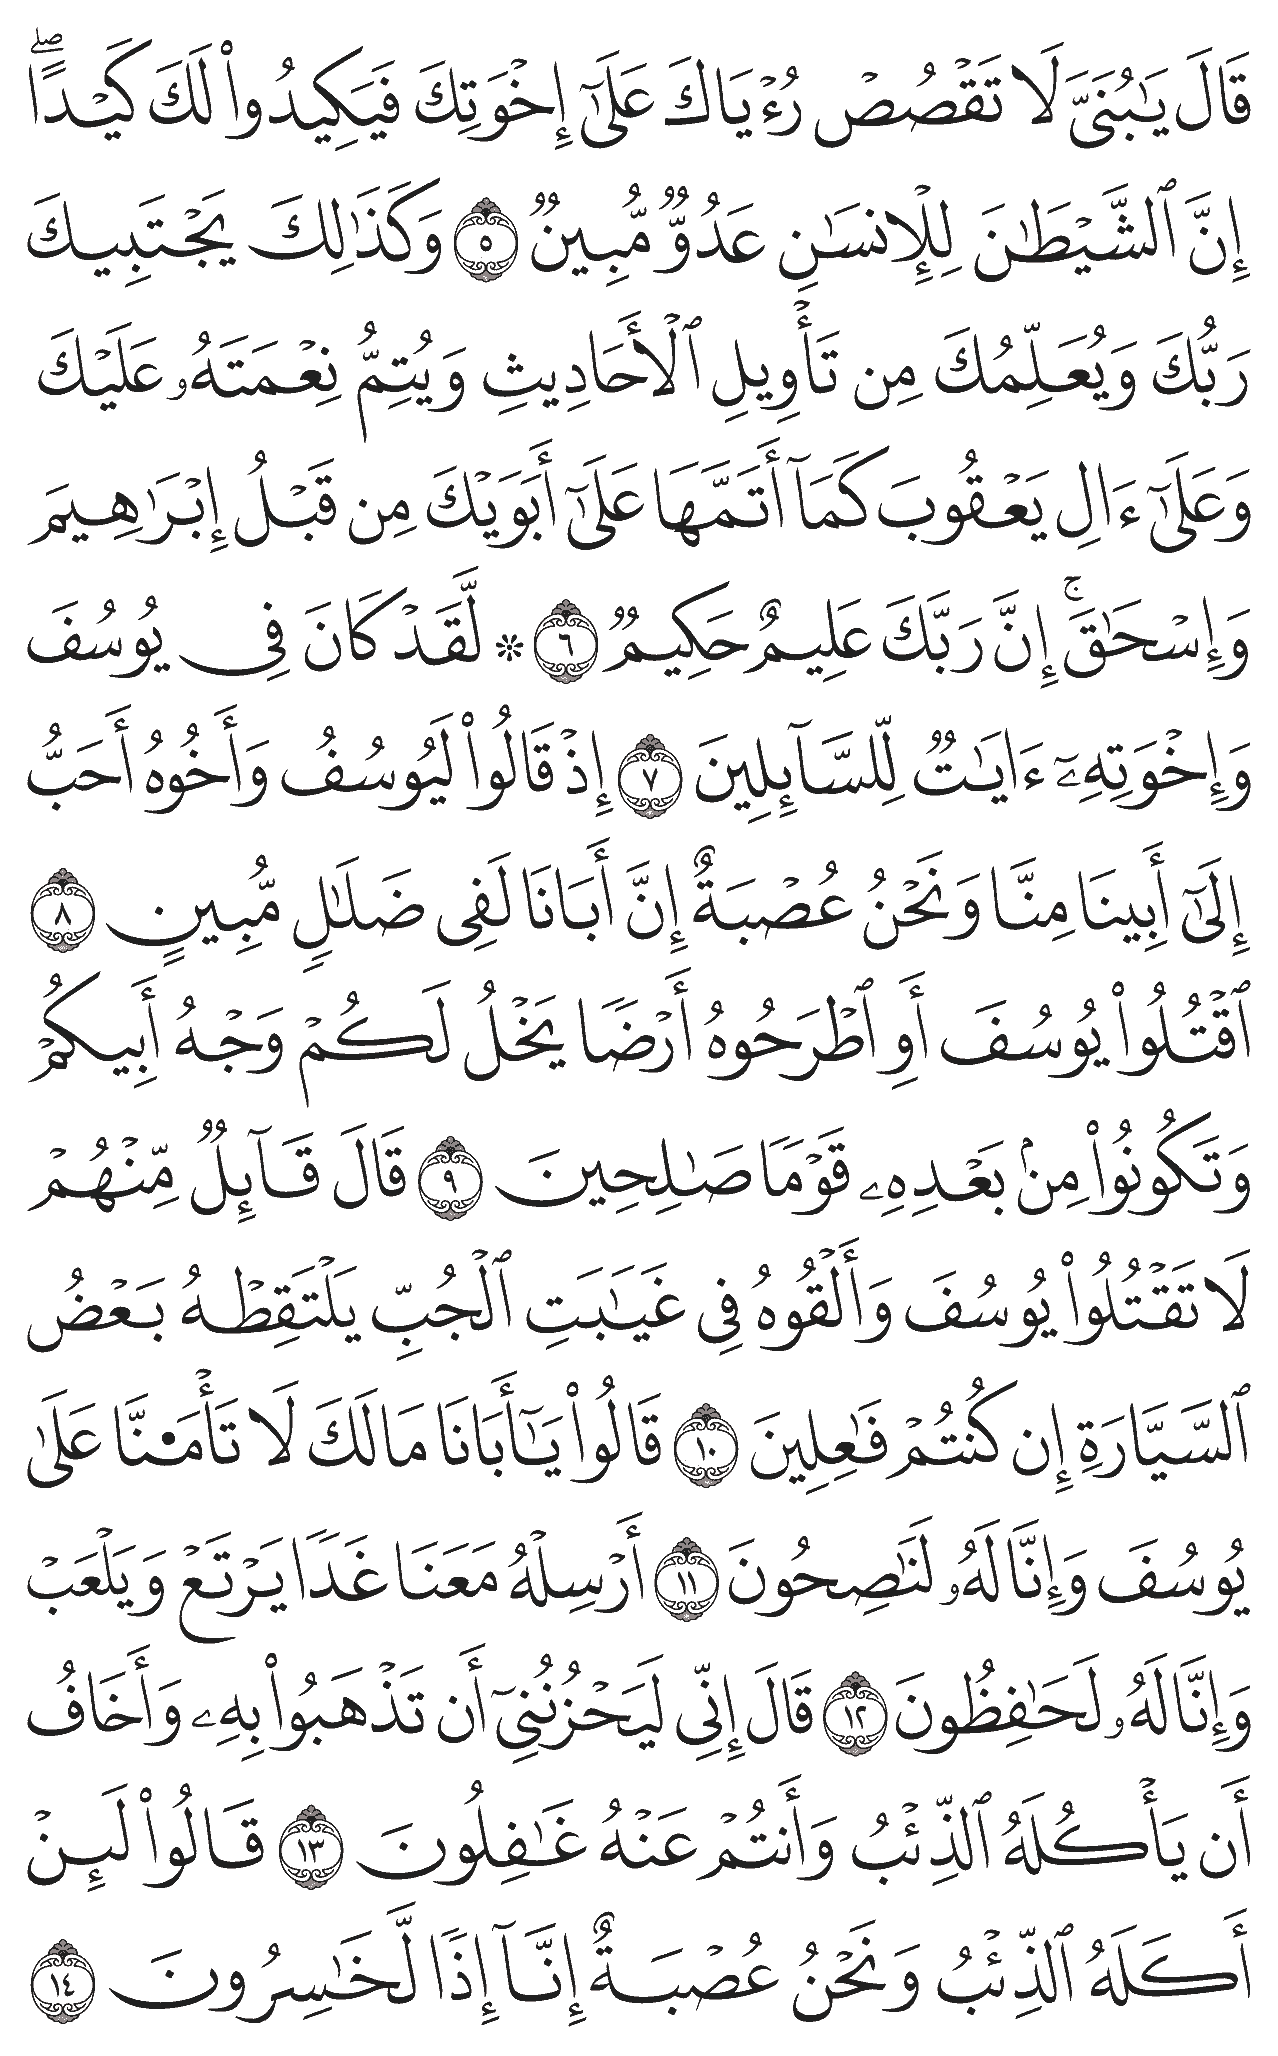 قَالَ يَٰبُنَىَّ لَا تَقۡصُصۡ رُءۡيَاكَ عَلَىٰٓ إِخۡوَتِكَ فَيَكِيدُواْ لَكَ كَيۡدًاۖ
إِنَّ ٱلشَّيۡطَٰنَ لِلۡإِنسَٰنِ عَدُوّٞ مُّبِينٞ ٥ وَكَذَٰلِكَ يَجۡتَبِيكَ
رَبُّكَ وَيُعَلِّمُكَ مِن تَأۡوِيلِ ٱلۡأَحَادِيثِ وَيُتِمُّ نِعۡمَتَهُۥ عَلَيۡكَ
وَعَلَىٰٓ ءَالِ يَعۡقُوبَ كَمَآ أَتَمَّهَا عَلَىٰٓ أَبَوَيۡكَ مِن قَبۡلُ إِبۡرَٰهِيمَ
وَإِسۡحَٰقَۚ إِنَّ رَبَّكَ عَلِيمٌ حَكِيمٞ ٦ ۞ لَّقَدۡ كَانَ فِي يُوسُفَ
وَإِخۡوَتِهِۦٓ ءَايَٰتٞ لِّلسَّآئِلِينَ ٧ إِذۡ قَالُواْ لَيُوسُفُ وَأَخُوهُ أَحَبُّ
إِلَىٰٓ أَبِينَا مِنَّا وَنَحۡنُ عُصۡبَةٌ إِنَّ أَبَانَا لَفِي ضَلَٰلٖ مُّبِينٍ ٨
ٱقۡتُلُواْ يُوسُفَ أَوِ ٱطۡرَحُوهُ أَرۡضٗا يَخۡلُ لَكُمۡ وَجۡهُ أَبِيكُمۡ
وَتَكُونُواْ مِنۢ بَعۡدِهِۦ قَوۡمٗا صَٰلِحِينَ ٩ قَالَ قَآئِلٞ مِّنۡهُمۡ
لَا تَقۡتُلُواْ يُوسُفَ وَأَلۡقُوهُ فِي غَيَٰبَتِ ٱلۡجُبِّ يَلۡتَقِطۡهُ بَعۡضُ
ٱلسَّيَّارَةِ إِن كُنتُمۡ فَٰعِلِينَ ١٠ قَالُواْ يَٰٓأَبَانَا مَا لَكَ لَا تَأۡمَ۬نَّا عَلَىٰ
يُوسُفَ وَإِنَّا لَهُۥ لَنَٰصِحُونَ ١١ أَرۡسِلۡهُ مَعَنَا غَدٗا يَرۡتَعۡ وَيَلۡعَبۡ
وَإِنَّا لَهُۥ لَحَٰفِظُونَ ١٢ قَالَ إِنِّي لَيَحۡزُنُنِيٓ أَن تَذۡهَبُواْ بِهِۦ وَأَخَافُ
أَن يَأۡكُلَهُ ٱلذِّئۡبُ وَأَنتُمۡ عَنۡهُ غَٰفِلُونَ ١٣ قَالُواْ لَئِنۡ
أَكَلَهُ ٱلذِّئۡبُ وَنَحۡنُ عُصۡبَةٌ إِنَّآ إِذٗا لَّخَٰسِرُونَ ١٤